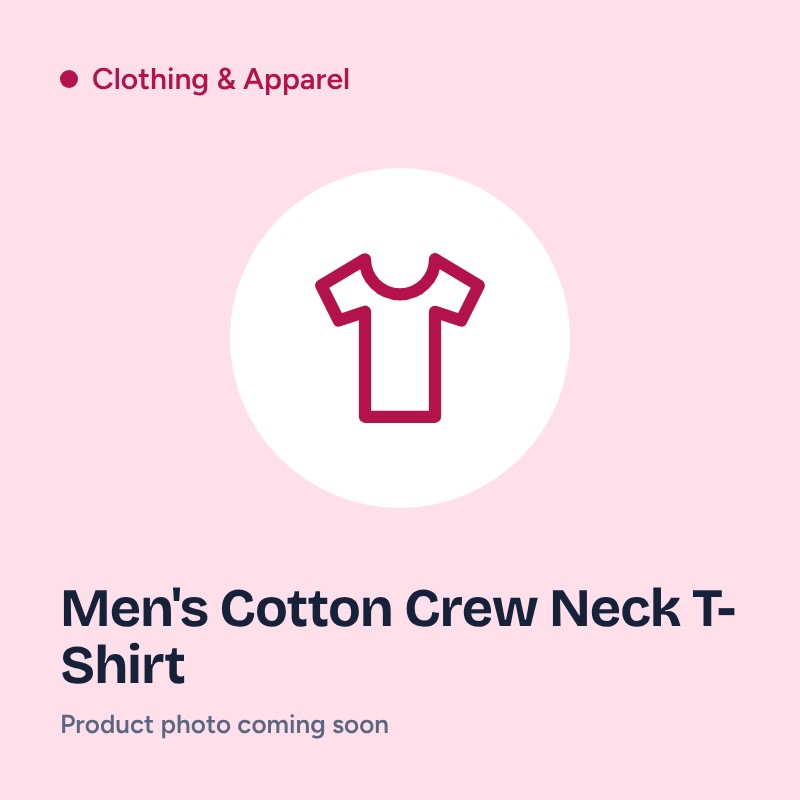 Clothing & Apparel
Men's Cotton Crew Neck T-
Shirt
Product photo coming soon